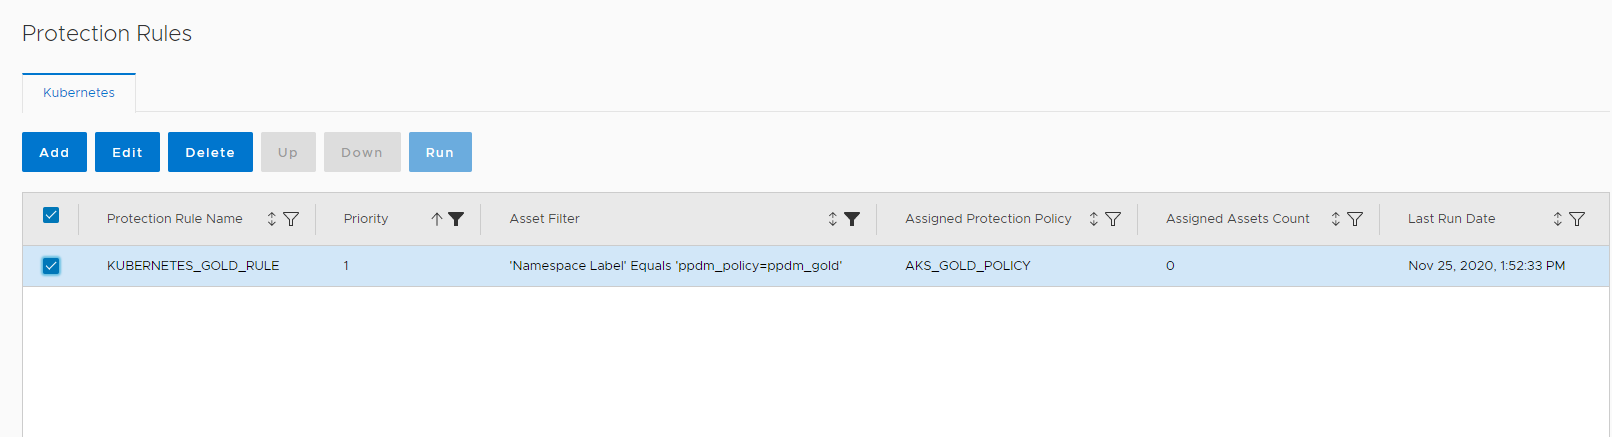 Protection Rules
Kubernetes
Add Edit Delete Up Down Run
Protection Rule Name Priority Asset Filter Assigned Protection Policy Assigned Assets Count Last Run Date
KUBERNETES_GOLD_RULE 1 'Namespace Label' Equals 'ppdm_policy=ppdm_gold' AKS_GOLD_POLICY 0 Nov 25, 2020, 1:52:33 PM